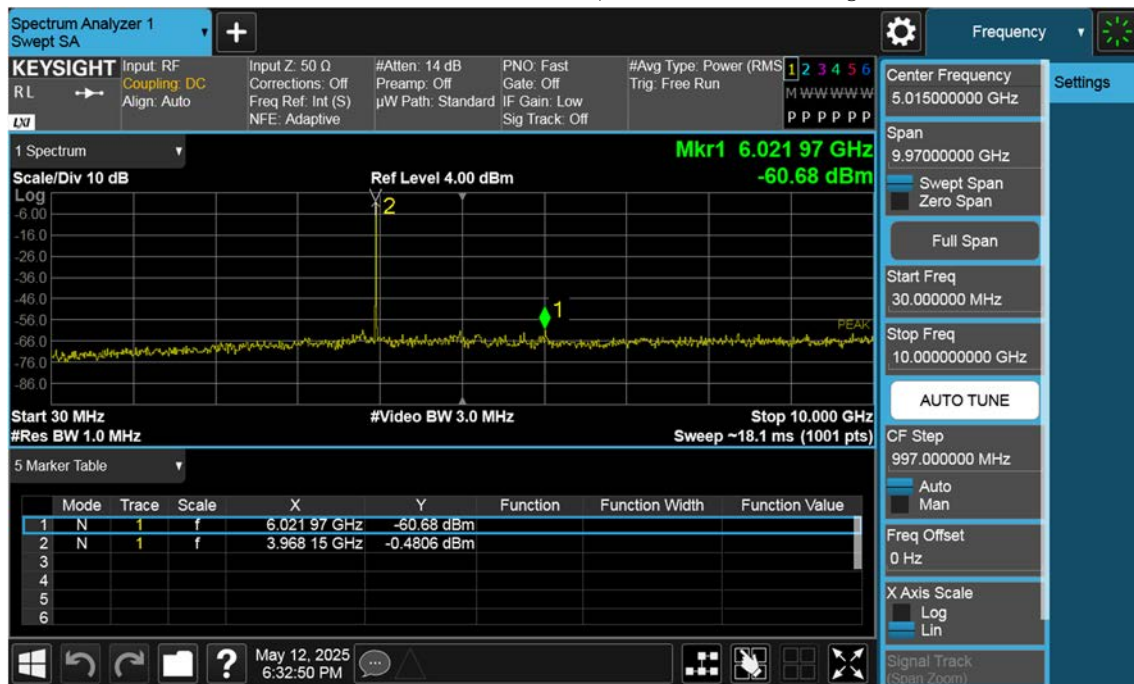 Spectrum Analyzer 1
Swept SA
+
Frequency
KEYSIGHT
RL
LXI
Input: RF
Coupling: DC
Align: Auto
Input Z: 50 Ω
Corrections: Off
Freq Ref: Int (S)
NFE: Adaptive
#Atten: 14 dB
Preamp: Off
µW Path: Standard
PNO: Fast
Gate: Off
IF Gain: Low
Sig Track: Off
#Avg Type: Power (RMS
Trig: Free Run
1 2 3 4 5 6
M W W W W W
P P P P P P
1 Spectrum
Scale/Div 10 dB
Ref Level 4.00 dBm
Mkr1 6.021 97 GHz
-60.68 dBm
Log
2
-6.00
-16.0
-26.0
-36.0
-46.0
1
-56.0
PEAK
-66.0
-76.0
-86.0
Start 30 MHz
#Video BW 3.0 MHz
Stop 10.000 GHz
#Res BW 1.0 MHz
Sweep ~18.1 ms (1001 pts)
5 Marker Table
Mode Trace Scale X Y Function Function Width Function Value
1 N 1 f 6.021 97 GHz -60.68 dBm
2 N 1 f 3.968 15 GHz -0.4806 dBm
3
4
5
6
?
May 12, 2025
6:32:50 PM
Center Frequency
5.015000000 GHz
Span
9.97000000 GHz
Swept Span
Zero Span
Full Span
Start Freq
30.000000 MHz
Stop Freq
10.000000000 GHz
AUTO TUNE
CF Step
997.000000 MHz
Auto
Man
Freq Offset
0 Hz
X Axis Scale
Log
Lin
Signal Track
(Span Zoom)
Settings